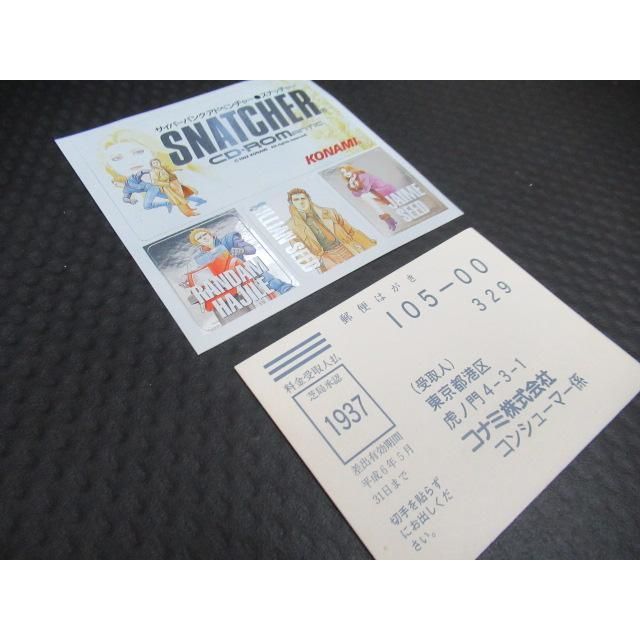 サイバーパンクアドベンチャー●スナッチャー
SNATCHER
CD-ROMantic
© 1992 KONAMI All rights reserved.
KONAMI
RANDAM
HAJILE
GILLIAN SEED
JAMIE
SEED
郵便はがき
105-00
329
料金受取人払
芝局承認
1937
差出有効期間
平成6年5月
31日まで
切手を貼らず
にお出しくだ
さい。
(受取人)
東京都港区
虎ノ門4-3-1
コナミ株式会社
コンシューマー係